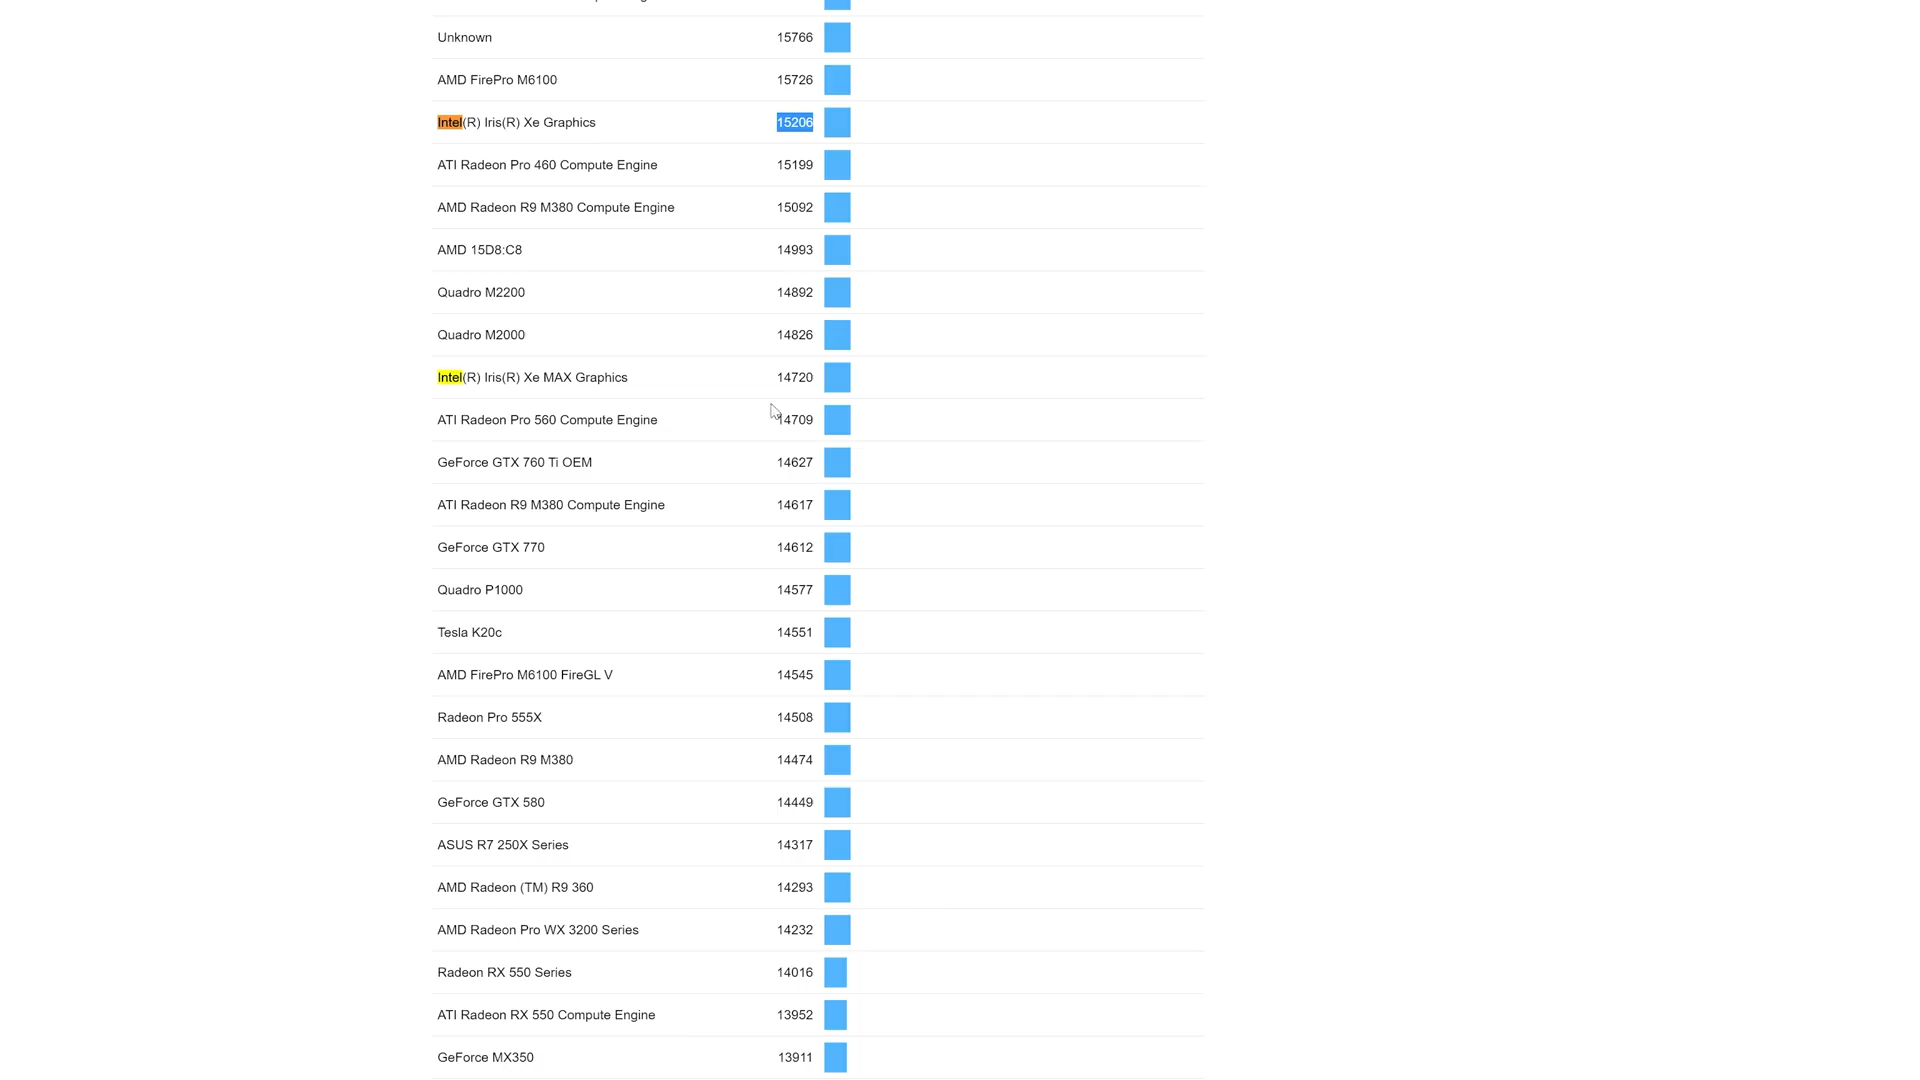 Unknown 15766
AMD FirePro M6100 15726
Intel(R) Iris(R) Xe Graphics 15206
ATI Radeon Pro 460 Compute Engine 15199
AMD Radeon R9 M380 Compute Engine 15092
AMD 15D8:C8 14993
Quadro M2200 14892
Quadro M2000 14826
Intel(R) Iris(R) Xe MAX Graphics 14720
ATI Radeon Pro 560 Compute Engine 14709
GeForce GTX 760 Ti OEM 14627
ATI Radeon R9 M380 Compute Engine 14617
GeForce GTX 770 14612
Quadro P1000 14577
Tesla K20c 14551
AMD FirePro M6100 FireGL V 14545
Radeon Pro 555X 14508
AMD Radeon R9 M380 14474
GeForce GTX 580 14449
ASUS R7 250X Series 14317
AMD Radeon (TM) R9 360 14293
AMD Radeon Pro WX 3200 Series 14232
Radeon RX 550 Series 14016
ATI Radeon RX 550 Compute Engine 13952
GeForce MX350 13911